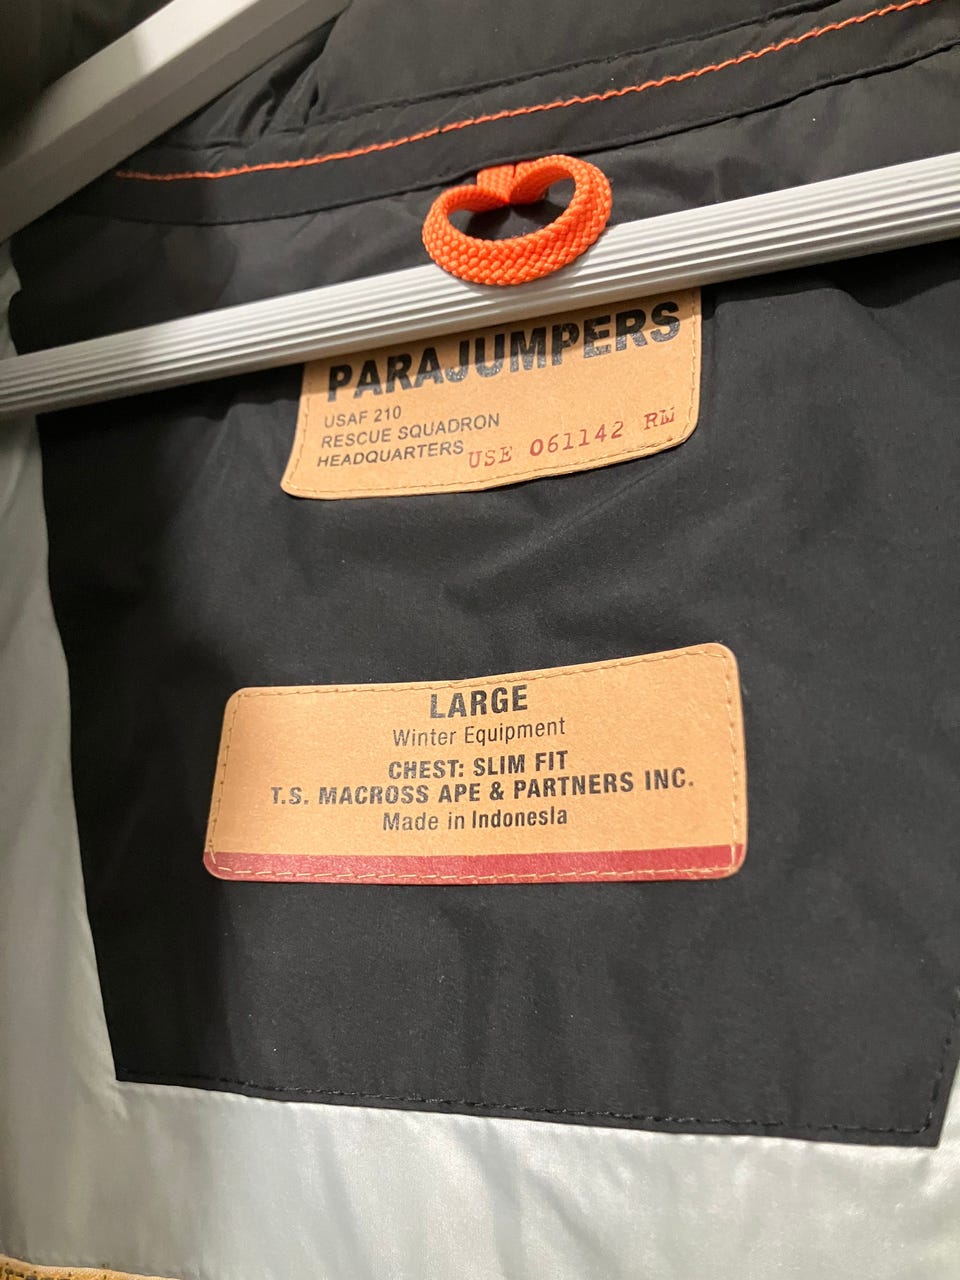 PARAJUMPERS
USAF 210
RESCUE SQUADRON
HEADQUARTERS
USE 061142 RM
LARGE
Winter Equipment
CHEST: SLIM FIT
T.S. MACROSS APE & PARTNERS INC.
Made in Indonesia